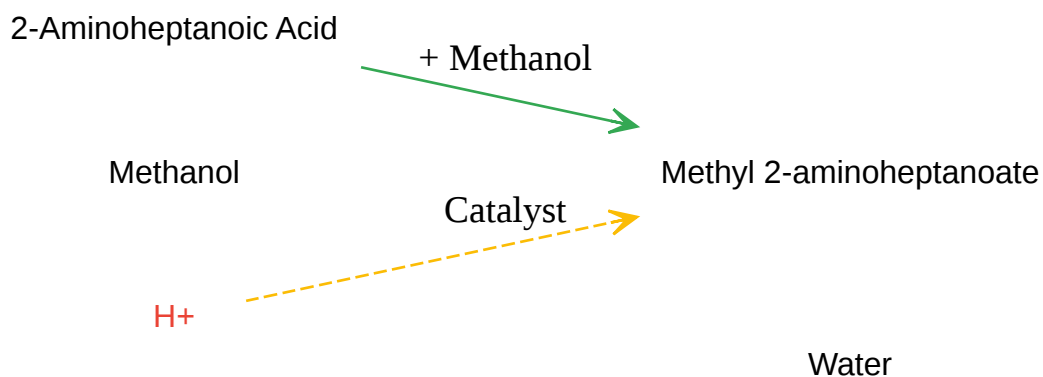 2-Aminoheptanoic Acid
+ Methanol
Methanol
Methyl 2-aminoheptanoate
Catalyst
H+
Water